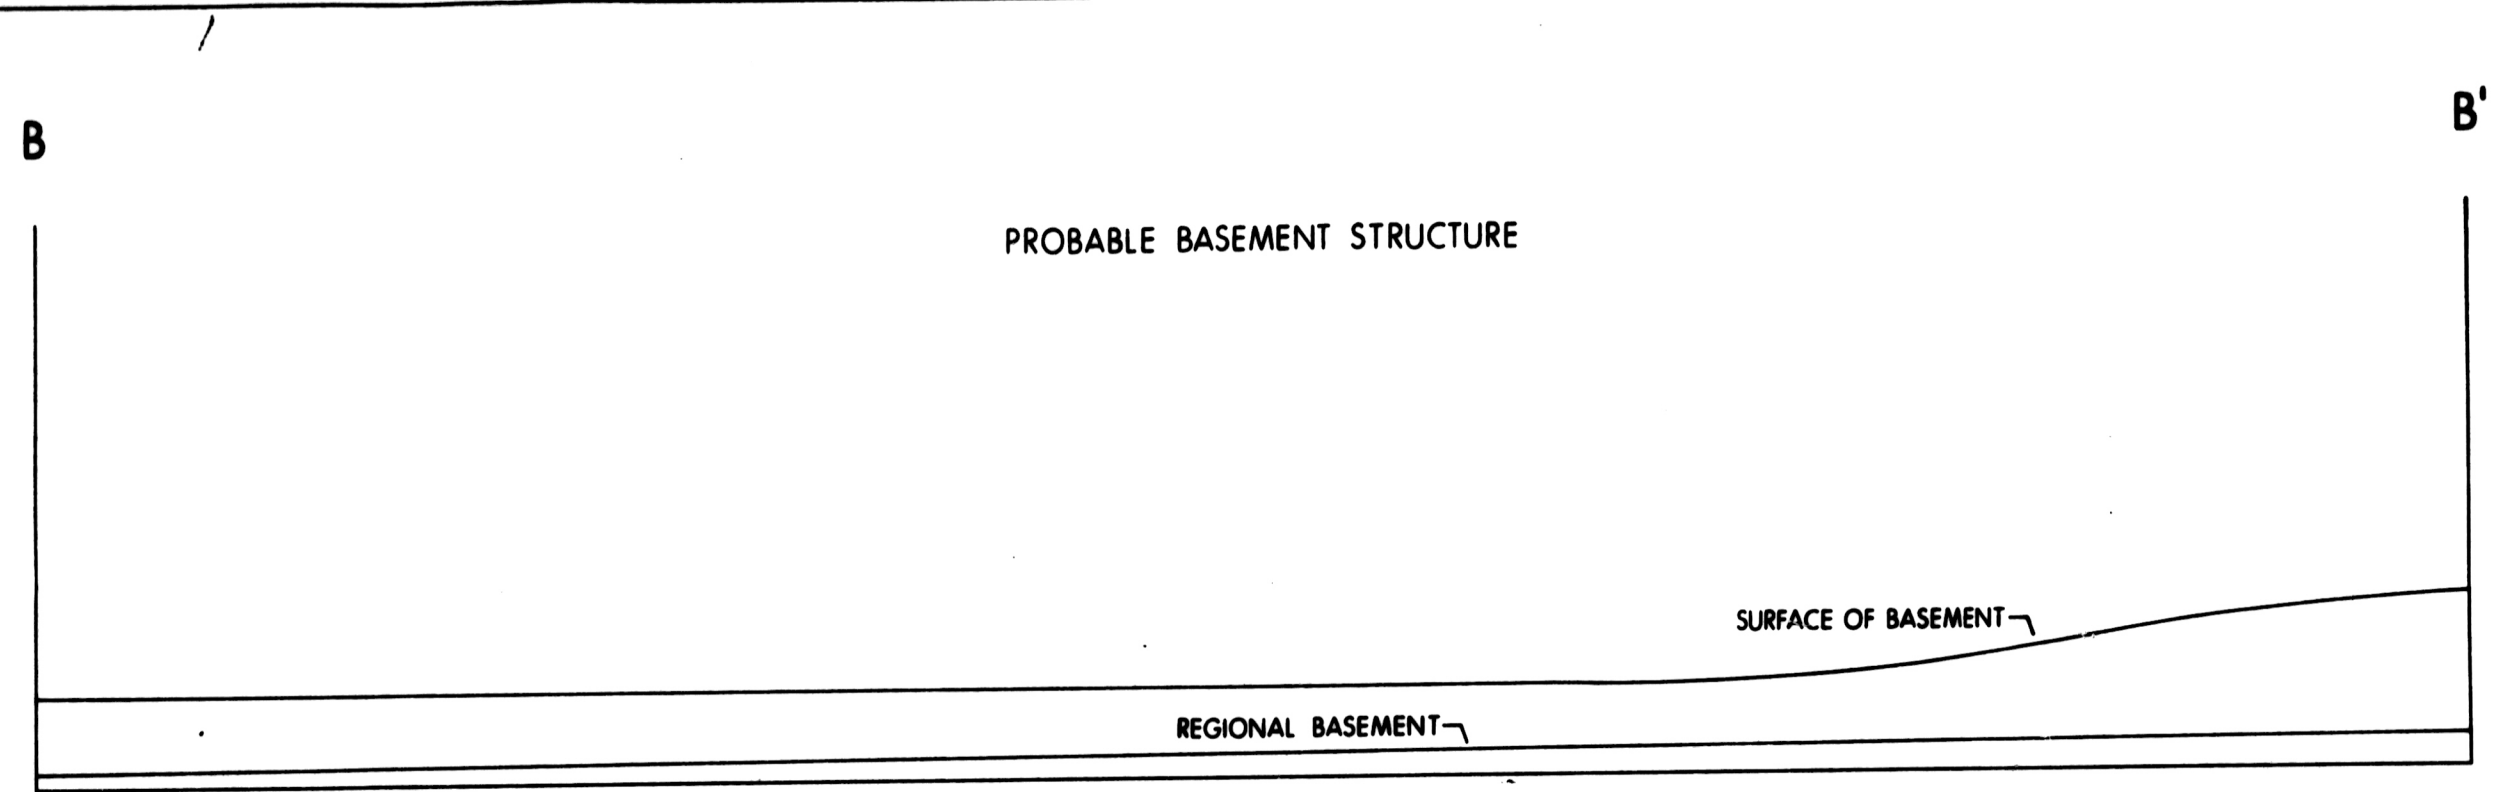 B
B'
PROBABLE BASEMENT STRUCTURE
SURFACE OF BASEMENT
REGIONAL BASEMENT